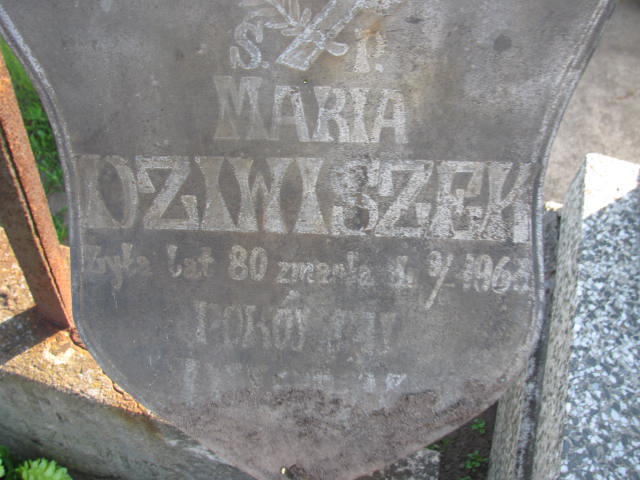 Ś. P.
MARIA
DZIWISZEK
Żyła lat 80 zmarła d.
POKÓJ